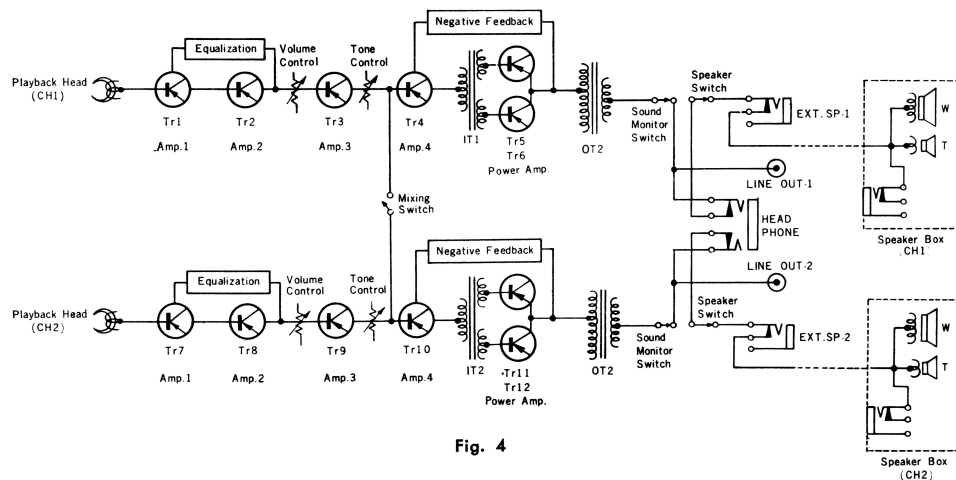 Negative Feedback
Equalization
Volume
Control
Tone
Control
Playback Head
(CH1)
Tr1
Tr2
Tr3
Tr4
IT1
Tr5
Tr6
Power Amp.
OT2
Amp.1
Amp.2
Amp.3
Amp.4
Sound
Monitor
Switch
Speaker
Switch
EXT.SP-1
LINE OUT-1
W
T
Speaker Box
(CH1)
Mixing
Switch
HEAD
PHONE
Negative Feedback
Equalization
Volume
Control
Tone
Control
Playback Head
(CH2)
Tr7
Tr8
Tr9
Tr10
IT2
Tr11
Tr12
Power Amp.
OT2
Amp.1
Amp.2
Amp.3
Amp.4
Sound
Monitor
Switch
LINE OUT-2
Speaker
Switch
EXT.SP-2
W
T
Speaker Box
(CH2)
Fig. 4